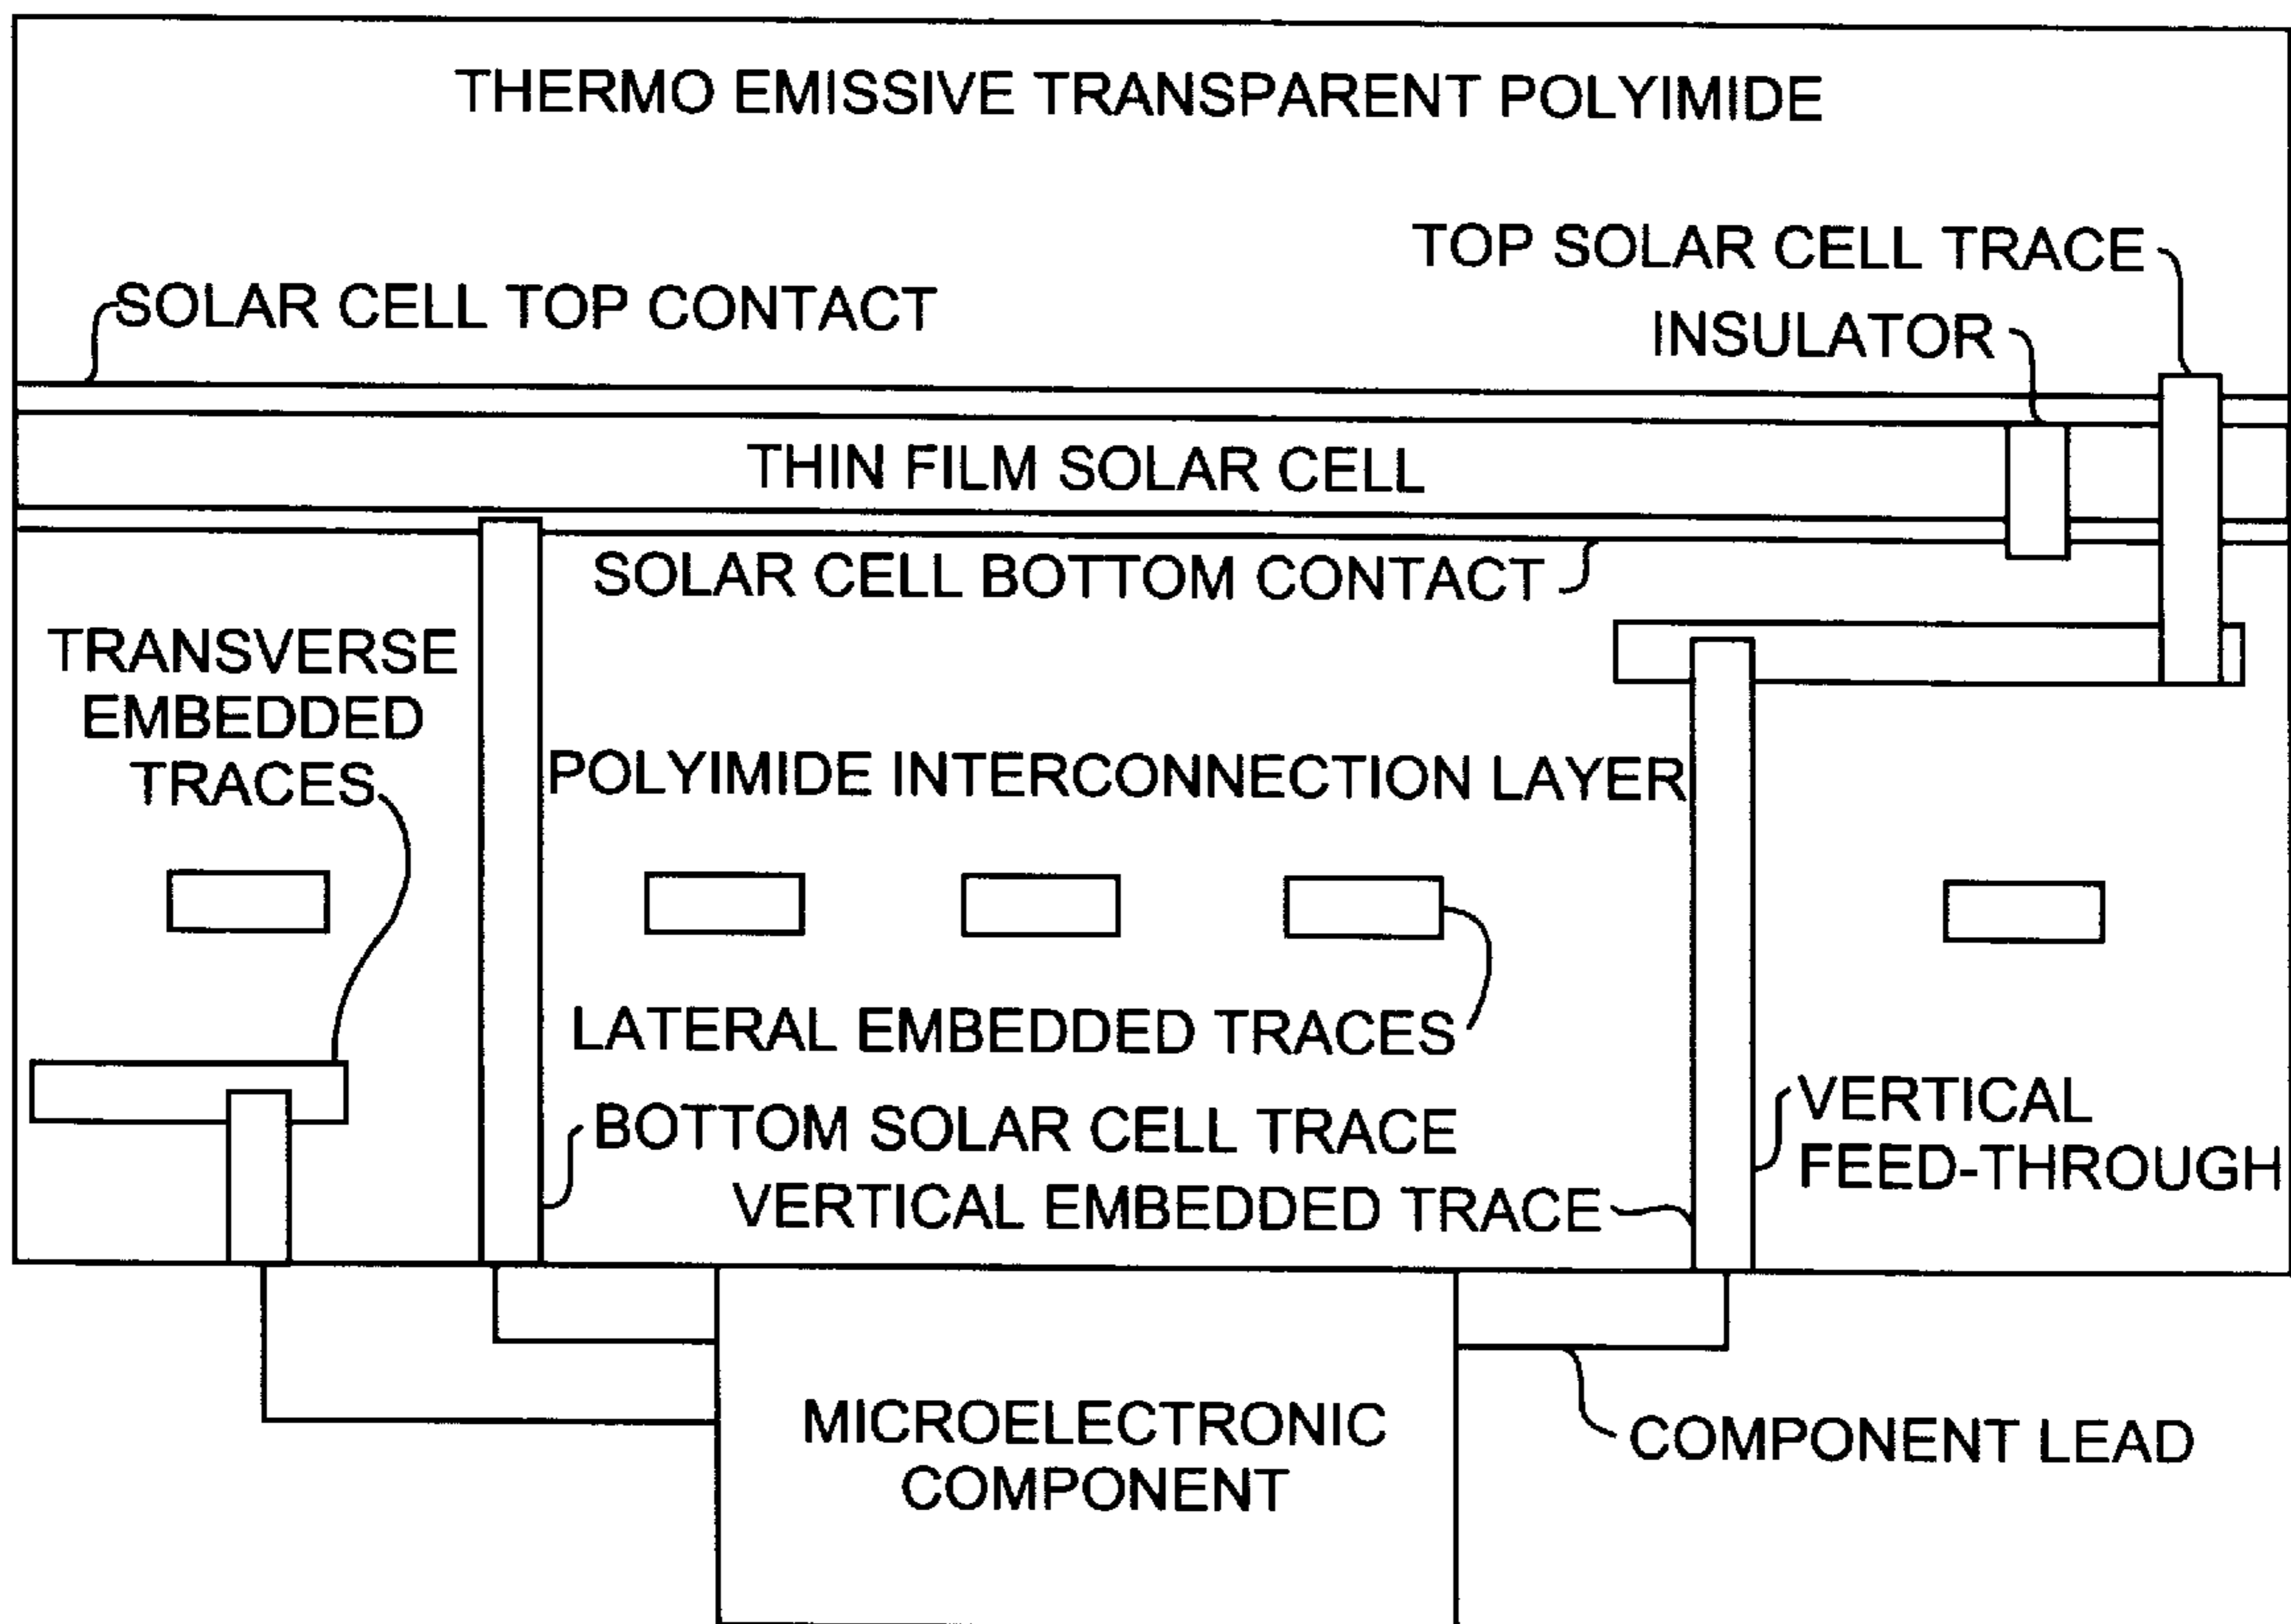 THERMO EMISSIVE TRANSPARENT POLYIMIDE
TOP SOLAR CELL TRACE
SOLAR CELL TOP CONTACT
INSULATOR
THIN FILM SOLAR CELL
SOLAR CELL BOTTOM CONTACT
TRANSVERSE
EMBEDDED
TRACES
POLYIMIDE INTERCONNECTION LAYER
LATERAL EMBEDDED TRACES
BOTTOM SOLAR CELL TRACE
VERTICAL EMBEDDED TRACE
VERTICAL
FEED-THROUGH
MICROELECTRONIC
COMPONENT
COMPONENT LEAD